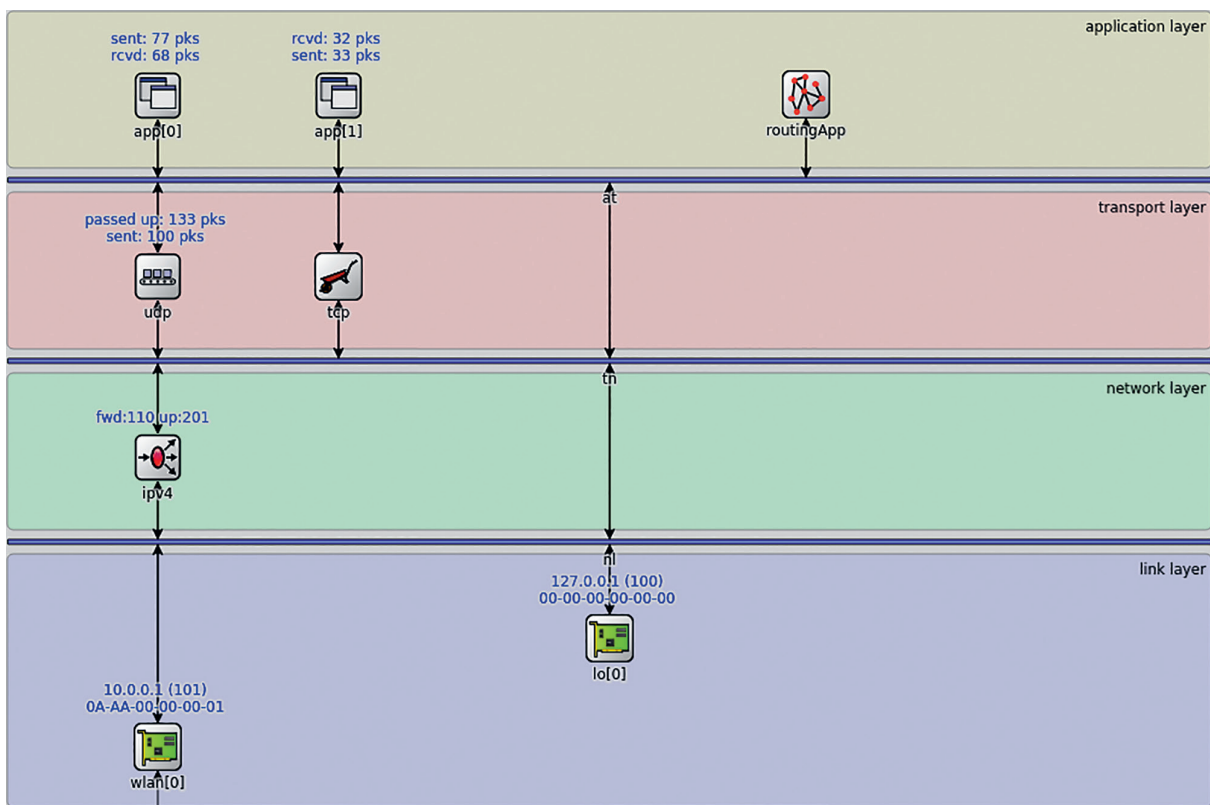 application layer
sent: 77 pks
rcvd: 68 pks
rcvd: 32 pks
sent: 33 pks
app[0]
app[1]
routingApp
at
transport layer
passed up: 133 pks
sent: 100 pks
udp
tcp
tn
network layer
fwd:110 up:201
ipv4
nl
link layer
127.0.0.1 (100)
00-00-00-00-00-00
lo[0]
10.0.0.1 (101)
0A-AA-00-00-00-01
wlan[0]